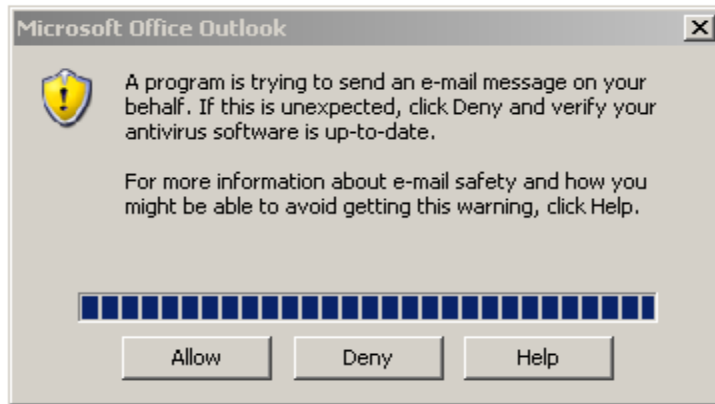 Microsoft Office Outlook
A program is trying to send an e-mail message on your
behalf. If this is unexpected, click Deny and verify your
antivirus software is up-to-date.
For more information about e-mail safety and how you
might be able to avoid getting this warning, click Help.
Allow Deny Help